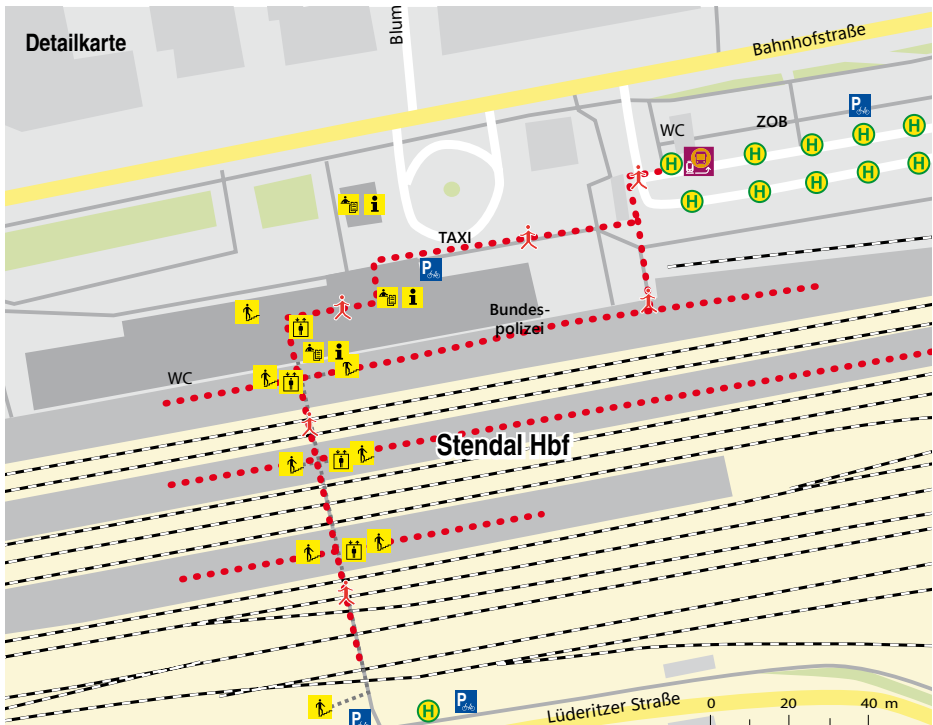 Detailkarte
Blum
Bahnhofstraße
P
WC
ZOB
H
H
H
H
H
H
H
H
H
H
i
TAXI
P
i
Bundes-
polizei
i
WC
Stendal Hbf
P
H
P
Lüderitzer Straße
0 20 40 m